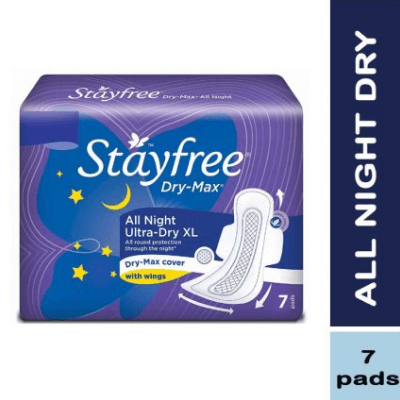 Stayfree
Dry-Max-All Night
Stayfree
Dry-Max
All Night
Ultra-Dry XL
All round protection
through the night*
Dry-Max cover
with wings
7
pads
ALL NIGHT DRY
7
pads